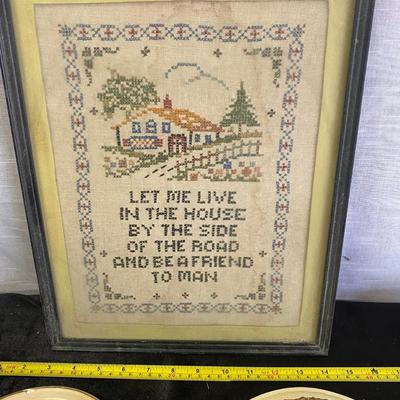 LET ME LIVE
IN THE HOUSE
BY THE SIDE
OF THE ROAD
AND BE A FRIEND
TO MAN